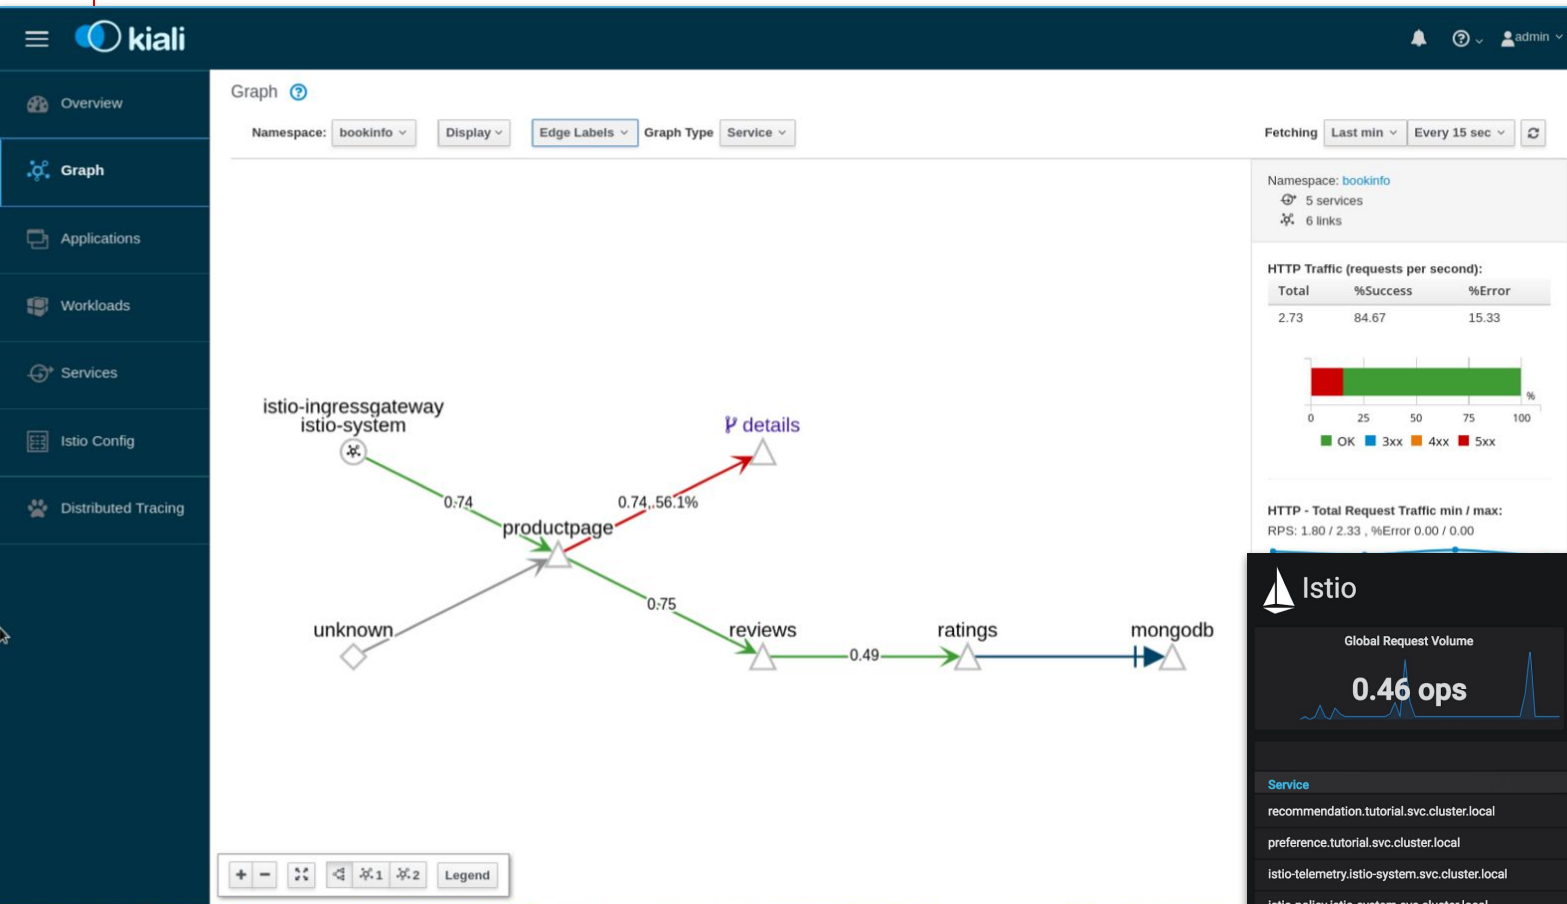 kiali
admin
Overview
Graph
Applications
Workloads
Services
Istio Config
Distributed Tracing
Graph
Namespace: bookinfo Display Edge Labels Graph Type Service
Fetching Last min Every 15 sec
istio-ingressgateway
istio-system
details
0.74
0.74, 56.1%
productpage
0.75
unknown
reviews
ratings
mongodb
0.49
1 2 Legend
Namespace: bookinfo
5 services
6 links
HTTP Traffic (requests per second):
Total %Success %Error
2.73 84.67 15.33
%
0 25 50 75 100
OK 3xx 4xx 5xx
HTTP - Total Request Traffic min / max:
RPS: 1.80 / 2.33 , %Error 0.00 / 0.00
Istio
Global Request Volume
0.46 ops
Service
recommendation.tutorial.svc.cluster.local
preference.tutorial.svc.cluster.local
istio-telemetry.istio-system.svc.cluster.local